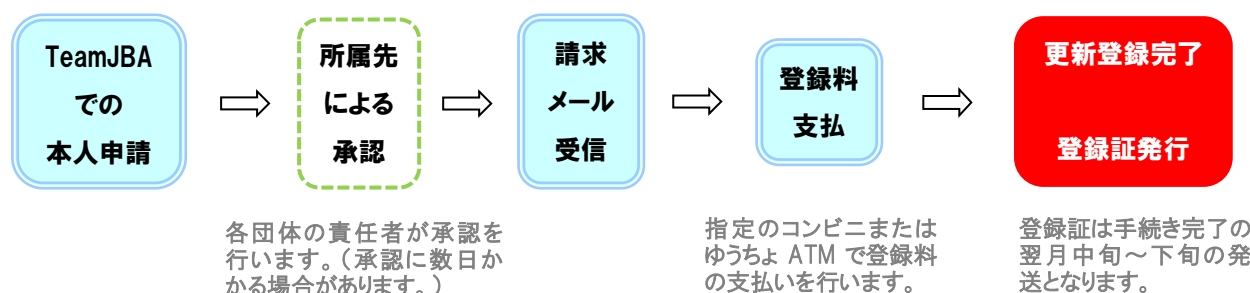 TeamJBA
での
本人申請
所属先
による
承認
請求
メール
受信
登録料
支払
更新登録完了
登録証発行
各団体の責任者が承認を
行います。（承認に数日か
かる場合があります。）
指定のコンビニまたは
ゆうちょ ATM で登録料
の支払いを行います。
登録証は手続き完了の
翌月中旬～下旬の発
送となります。